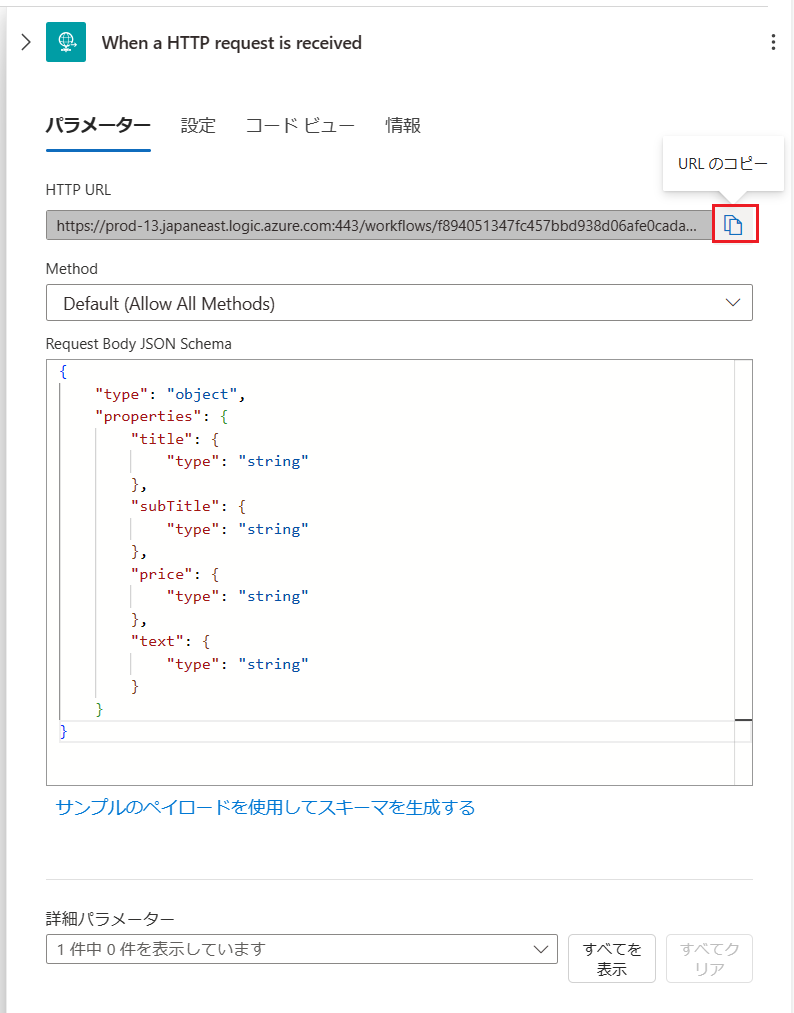 When a HTTP request is received
パラメーター 設定 コード ビュー 情報
URL のコピー
HTTP URL
https://prod-13.japaneast.logic.azure.com:443/workflows/f894051347fc457bbd938d06afe0cada...
Method
Default (Allow All Methods)
Request Body JSON Schema
{
    "type": "object",
    "properties": {
        "title": {
            "type": "string"
        },
        "subTitle": {
            "type": "string"
        },
        "price": {
            "type": "string"
        },
        "text": {
            "type": "string"
        }
    }
}
サンプルのペイロードを使用してスキーマを生成する
詳細パラメーター
1 件中 0 件を表示しています
すべてを
表示
すべてク
リア